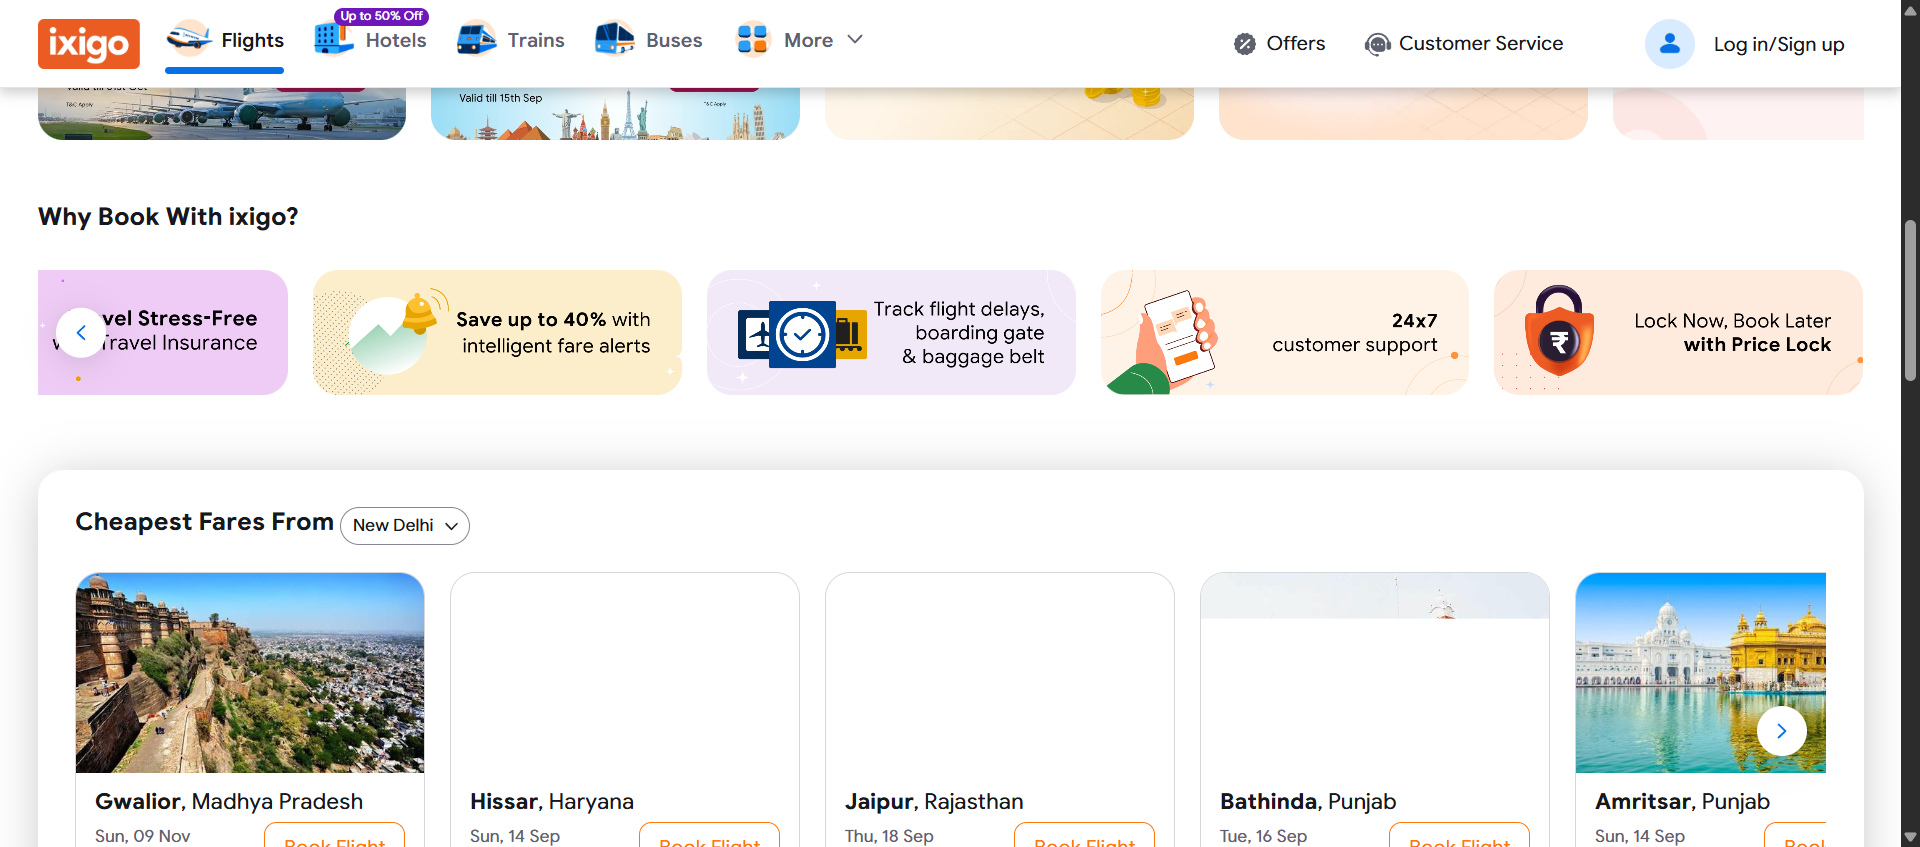 ixigo
Flights
Up to 50% Off
Hotels
Trains
Buses
More
Offers
Customer Service
Log in/Sign up
T&C Apply
Valid till 15th Sep
T&C Apply
Why Book With ixigo?
vel Stress-Free
Travel Insurance
Save up to 40% with
intelligent fare alerts
Track flight delays,
boarding gate
& baggage belt
24x7
customer support
₹
Lock Now, Book Later
with Price Lock
Cheapest Fares From
New Delhi
Gwalior, Madhya Pradesh
Sun, 09 Nov
Book Flight
Hissar, Haryana
Sun, 14 Sep
Book Flight
Jaipur, Rajasthan
Thu, 18 Sep
Book Flight
Bathinda, Punjab
Tue, 16 Sep
Book Flight
Amritsar, Punjab
Sun, 14 Sep